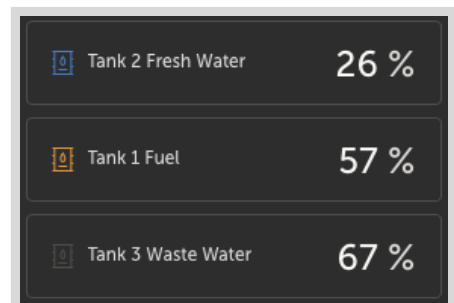 Tank 2 Fresh Water 26 %
Tank 1 Fuel 57 %
Tank 3 Waste Water 67 %